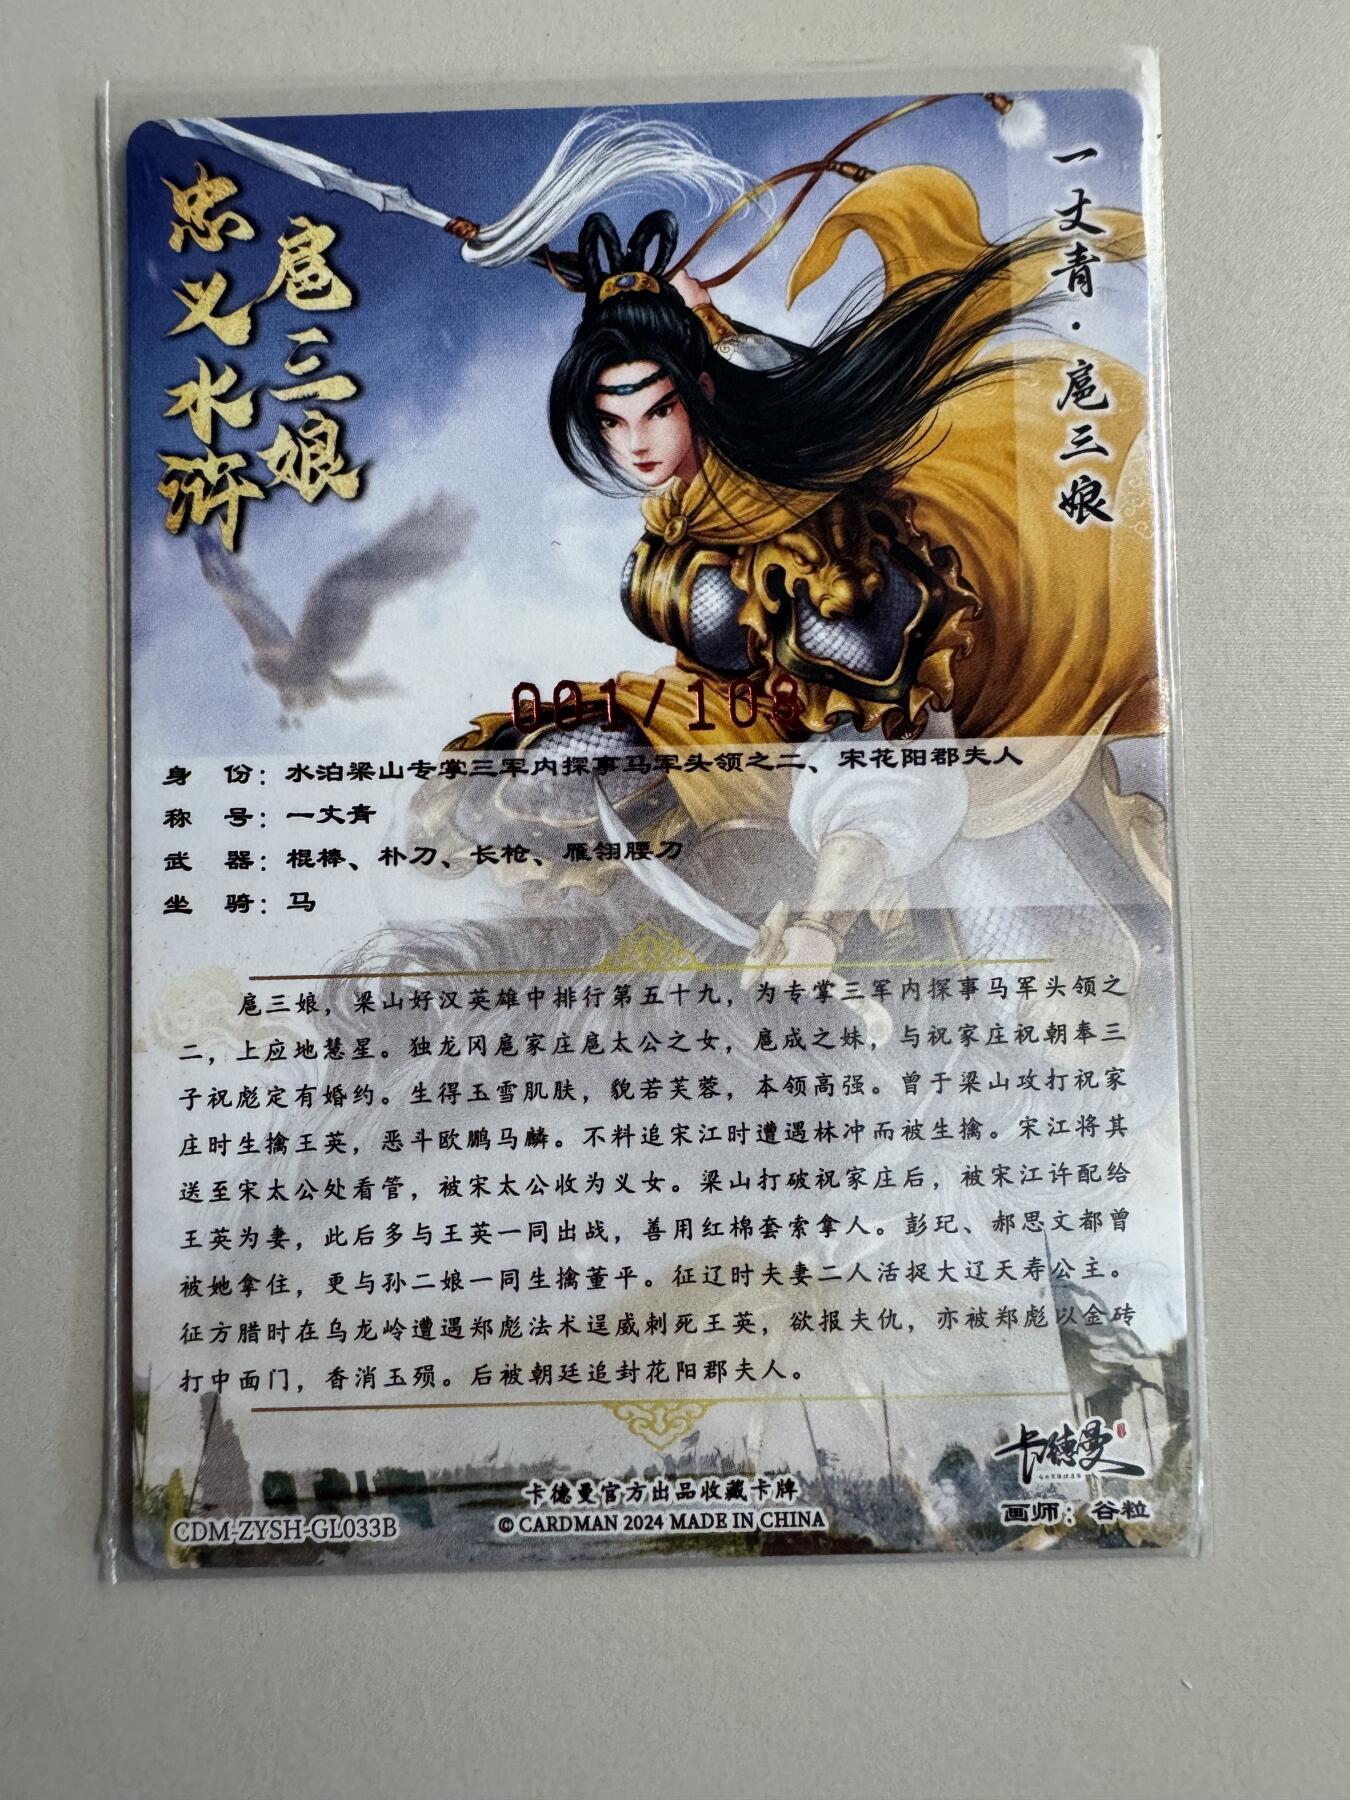 忠义水浒
扈三娘
一丈青·扈三娘
001/108
身 份：水泊梁山专掌三军内探事马军头领之二、宋花阳郡夫人
称 号：一丈青
武 器：棍棒、朴刀、长枪、雁翎腰刀
坐 骑：马
扈三娘，梁山好汉英雄中排行第五十九，为专掌三军内探事马军头领之
二，上应地慧星。独龙冈扈家庄扈太公之女，扈成之妹，与祝家庄祝朝奉三
子祝彪定有婚约。生得玉雪肌肤，貌若芙蓉，本领高强。曾于梁山攻打祝家
庄时生擒王英，恶斗欧鹏马麟。不料追宋江时遭遇林冲而被生擒。宋江将其
送至宋太公处看管，被宋太公收为义女。梁山打破祝家庄后，被宋江许配给
王英为妻，此后多与王英一同出战，善用红棉套索拿人。彭玘、郝思文都曾
被她拿住，更与孙二娘一同生擒董平。征辽时夫妻二人活捉大辽天寿公主。
征方腊时在乌龙岭遭遇郑彪法术逞威刺死王英，欲报夫仇，亦被郑彪以金砖
打中面门，香消玉殒。后被朝廷追封花阳郡夫人。
卡德曼
卡德曼官方出品收藏卡牌
画师：谷粒
CDM-ZYSH-GL033B
© CARDMAN 2024 MADE IN CHINA